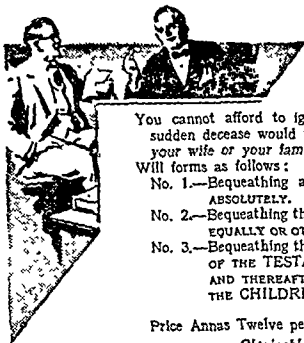 You cannot afford to ig
sudden decease would
your wife or your fam
Will forms as follows:
No. 1.—Bequeathing a
ABSOLUTELY.
No. 2.—Bequeathing th
EQUALLY OR OT
No. 3.—Bequeathing th
OF THE TESTA
AND THEREAFT
THE CHILDRE
Price Annas Twelve pe